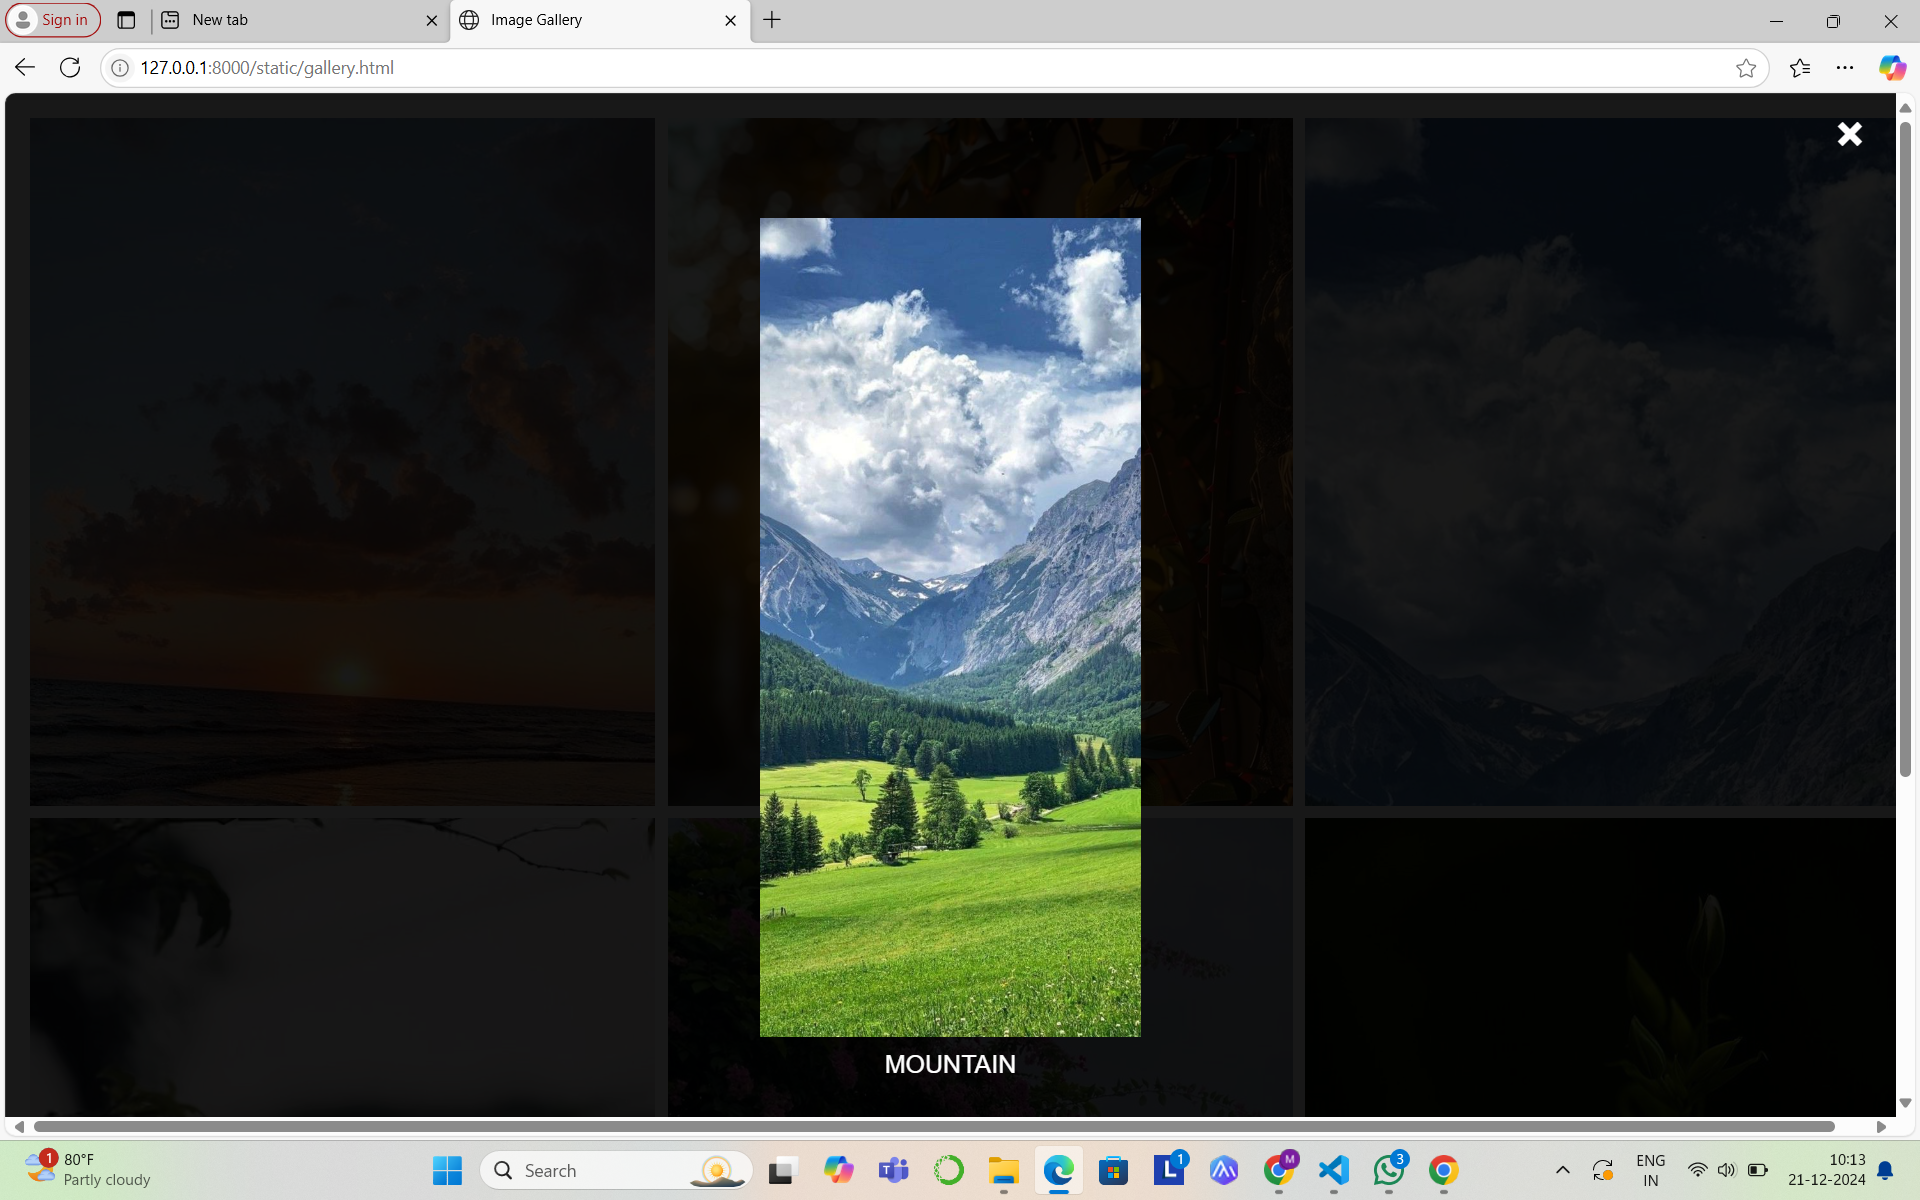 Sign in
New tab
Image Gallery
127.0.0.1:8000/static/gallery.html
MOUNTAIN
1
80°F
Partly cloudy
Search
L
1
M
3
ENG
IN
10:13
21-12-2024